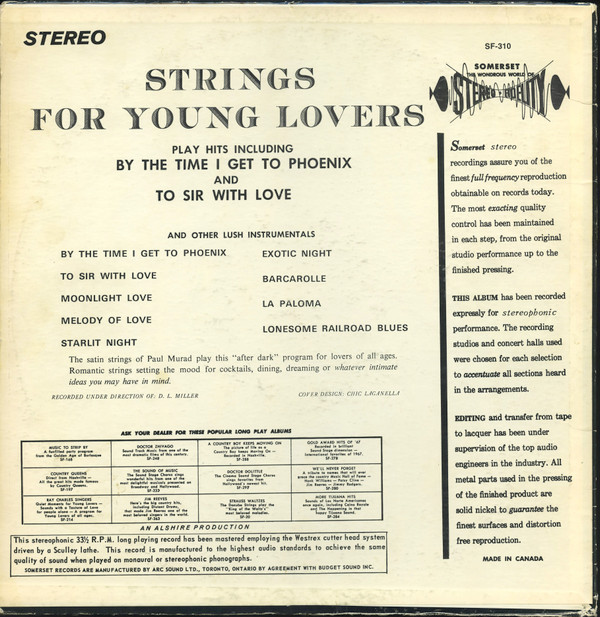 STEREO
SF-310
SOMERSET
THE WONDROUS WORLD OF
STEREO-FIDELITY
STRINGS
FOR YOUNG LOVERS
PLAY HITS INCLUDING
BY THE TIME I GET TO PHOENIX
AND
TO SIR WITH LOVE
AND OTHER LUSH INSTRUMENTALS
BY THE TIME I GET TO PHOENIX
TO SIR WITH LOVE
MOONLIGHT LOVE
MELODY OF LOVE
STARLIT NIGHT
EXOTIC NIGHT
BARCAROLLE
LA PALOMA
LONESOME RAILROAD BLUES
The satin strings of Paul Murad play this "after dark" program for lovers of all ages.
Romantic strings setting the mood for cocktails, dining, dreaming or whatever intimate
ideas you may have in mind.
RECORDED UNDER DIRECTION OF: D. L. MILLER
COVER DESIGN: CHIC LAGANELLA
Somerset stereo
recordings assure you of the
finest full frequency reproduction
obtainable on records today.
The most exacting quality
control has been maintained
in each step, from the original
studio performance up to the
finished pressing.
THIS ALBUM has been recorded
expressly for stereophonic
performance. The recording
studios and concert halls used
were chosen for each selection
to accentuate all sections heard
in the arrangements.
EDITING and transfer from tape
to lacquer has been under
supervision of the top audio
engineers in the industry. All
metal parts used in the pressing
of the finished product are
solid nickel to guarantee the
finest surfaces and distortion
free reproduction.
MADE IN CANADA
ASK YOUR DEALER FOR THESE POPULAR LONG PLAY ALBUMS
MUSIC TO STRIP BY
DOCTOR ZHIVAGO
A COUNTRY BOY KEEPS MOVING ON
GOLD AWARD HITS OF '67
COUNTRY QUEENS
THE SOUND OF MUSIC
DOCTOR DOLITTLE
WE'LL NEVER FORGET
RAY CHARLES SINGERS
JIM REEVES
STRAUSS WALTZES
MORE TIJUANA HITS
AN ALSHIRE PRODUCTION
This stereophonic 33⅓ R.P.M. long playing record has been mastered employing the Westrex cutter head system
driven by a Sculley lathe. This record is manufactured to the highest audio standards to achieve the same
quality of sound when played on monaural or stereophonic phonographs.
SOMERSET RECORDS ARE MANUFACTURED BY ARC SOUND LTD., TORONTO, ONTARIO BY AGREEMENT WITH BUDGET SOUND INC.